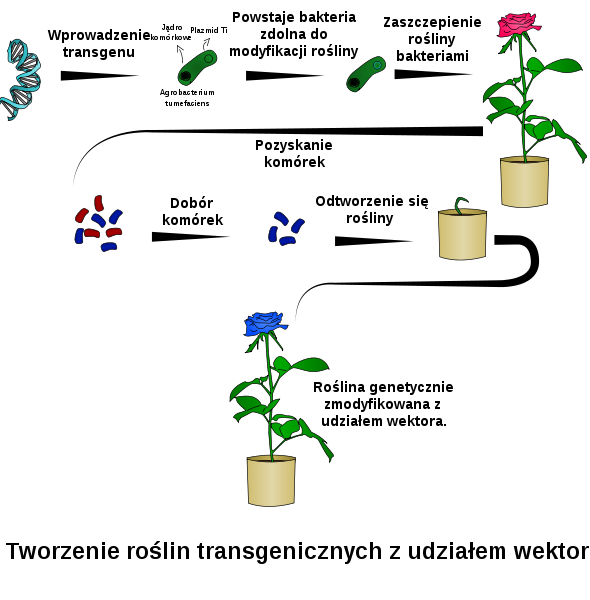 Wprowadzenie
transgenu
Jądro
komórkowe
Plazmid Ti
Agrobacterium
tumefaciens
Powstaje bakteria
zdolna do
modyfikacji rośliny
Zaszczepienie
rośliny
bakteriami
Pozyskanie
komórek
Dobór
komórek
Odtworzenie się
rośliny
Roślina genetycznie
zmodyfikowana z
udziałem wektora.
Tworzenie roślin transgenicznych z udziałem wektor